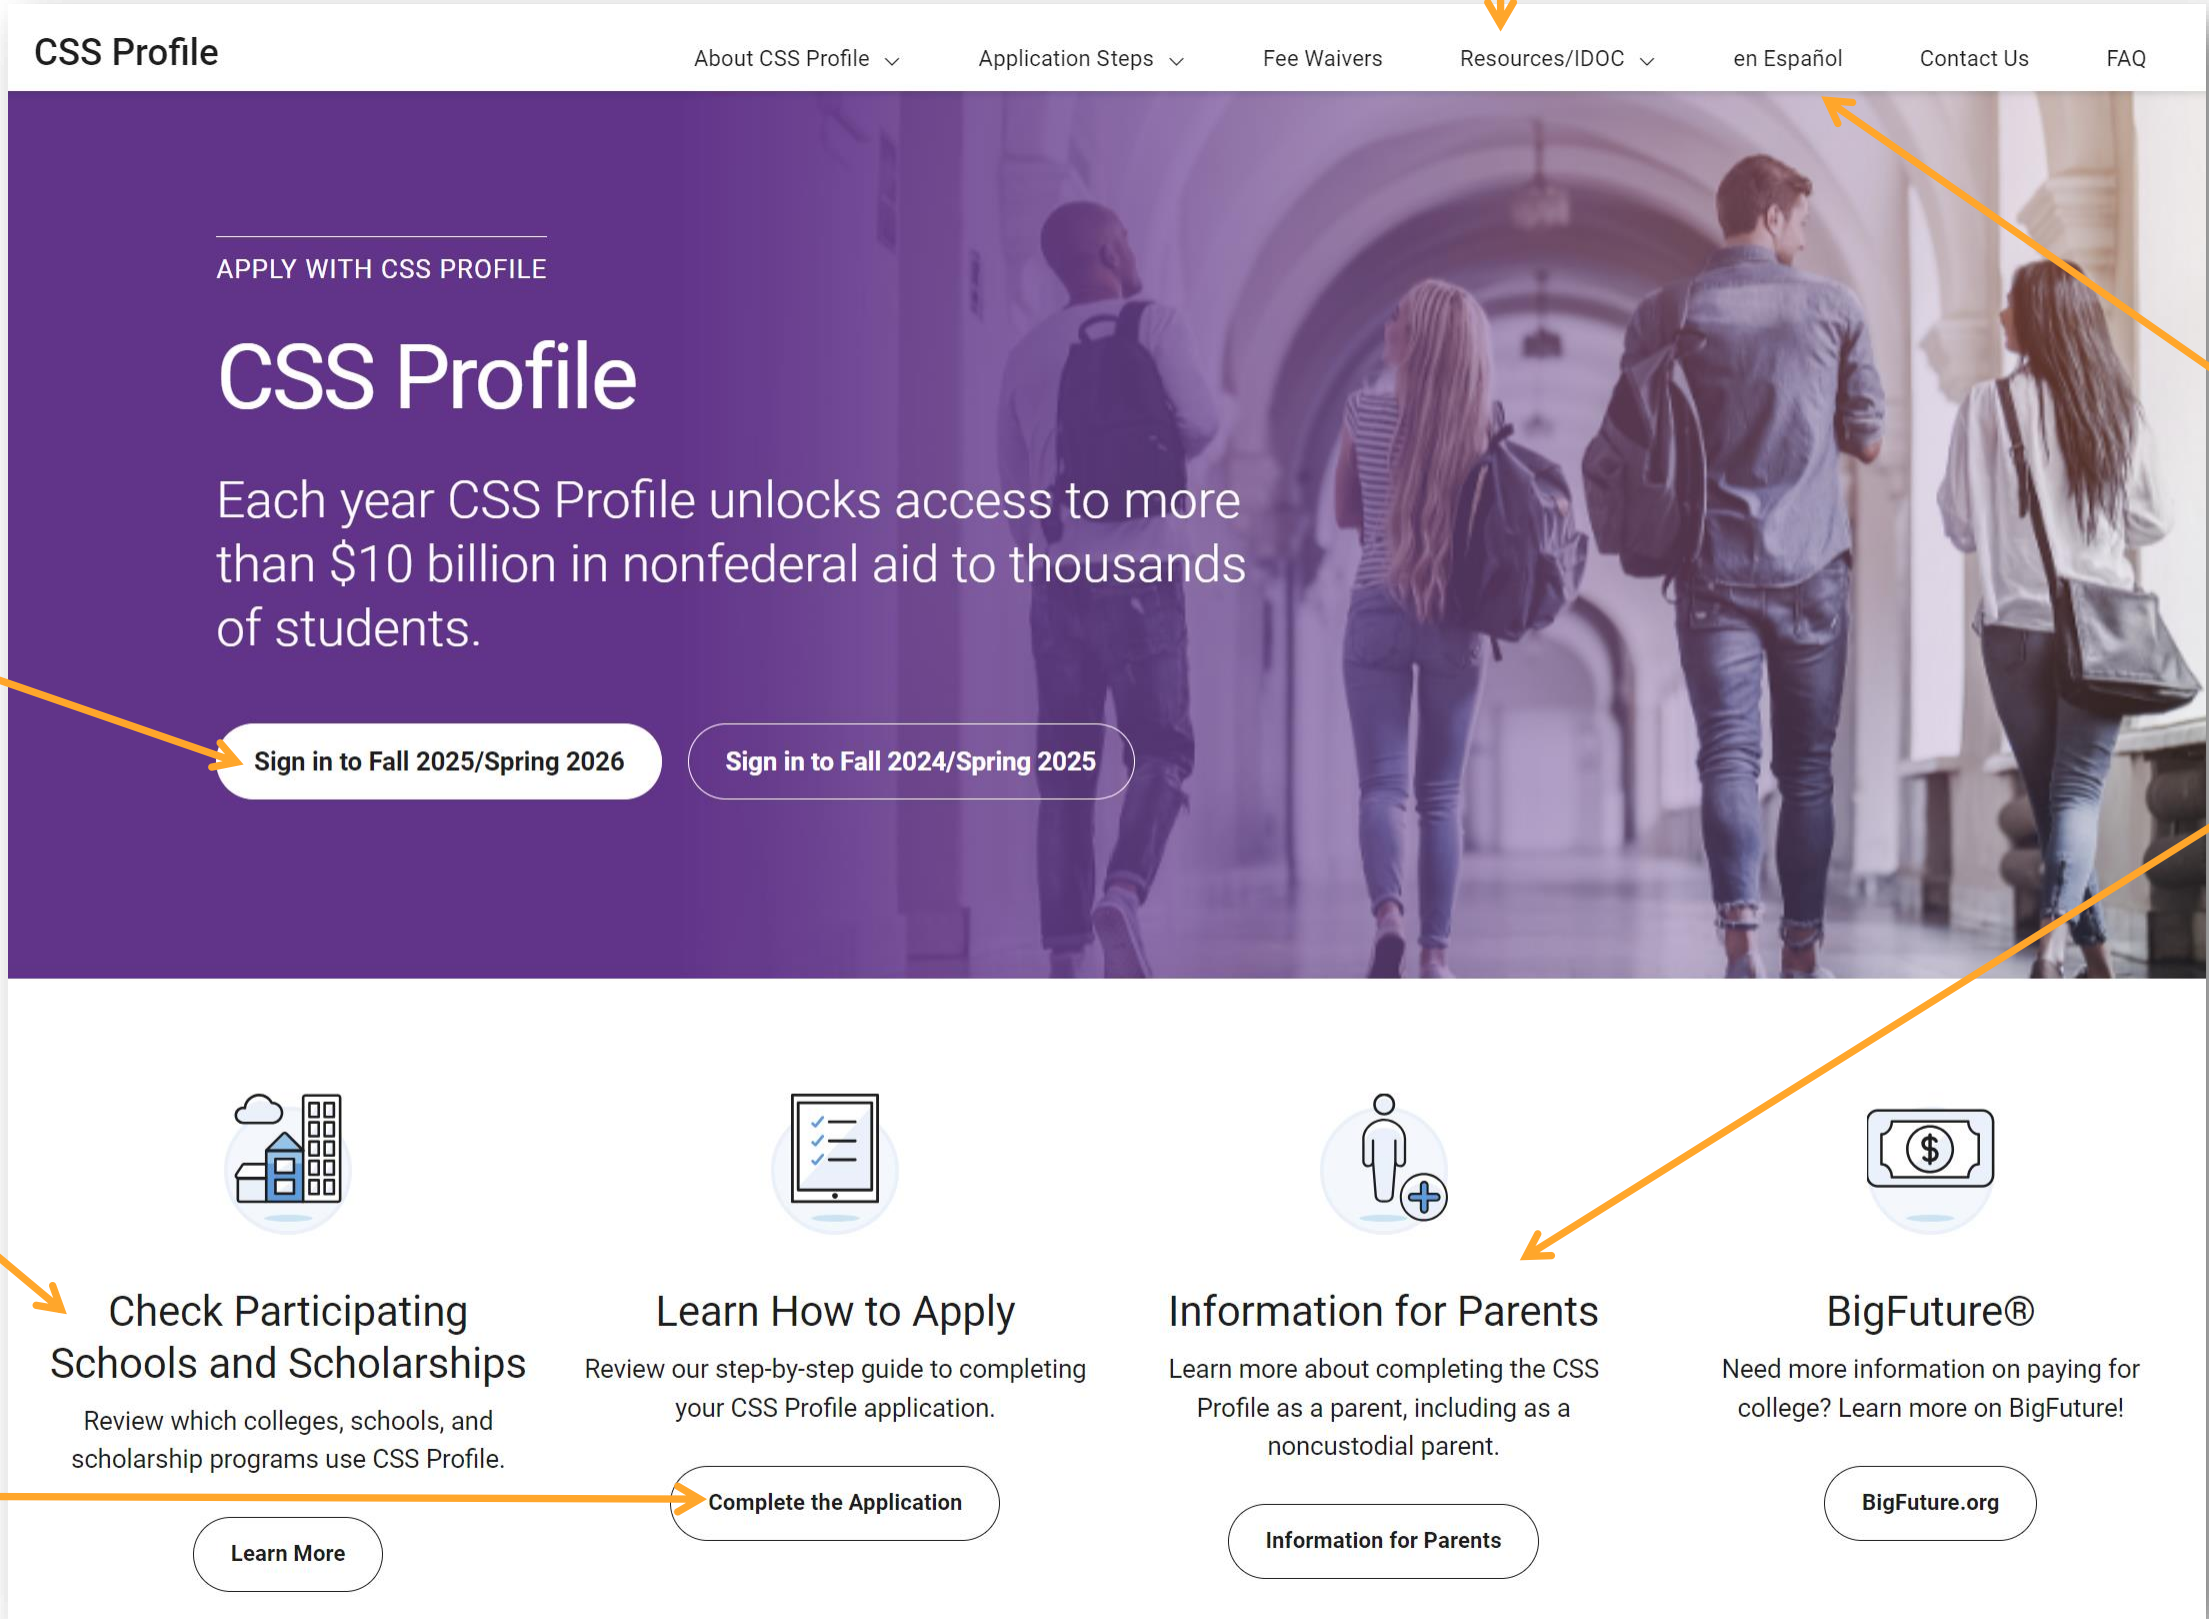 CSS Profile
About CSS Profile
Application Steps
Fee Waivers
Resources/IDOC
en Español
Contact Us
FAQ
APPLY WITH CSS PROFILE
CSS Profile
Each year CSS Profile unlocks access to more
than $10 billion in nonfederal aid to thousands
of students.
Sign in to Fall 2025/Spring 2026
Sign in to Fall 2024/Spring 2025
Check Participating
Schools and Scholarships
Review which colleges, schools, and
scholarship programs use CSS Profile.
Learn More
Learn How to Apply
Review our step-by-step guide to completing
your CSS Profile application.
Complete the Application
Information for Parents
Learn more about completing the CSS
Profile as a parent, including as a
noncustodial parent.
Information for Parents
$
BigFuture®
Need more information on paying for
college? Learn more on BigFuture!
BigFuture.org